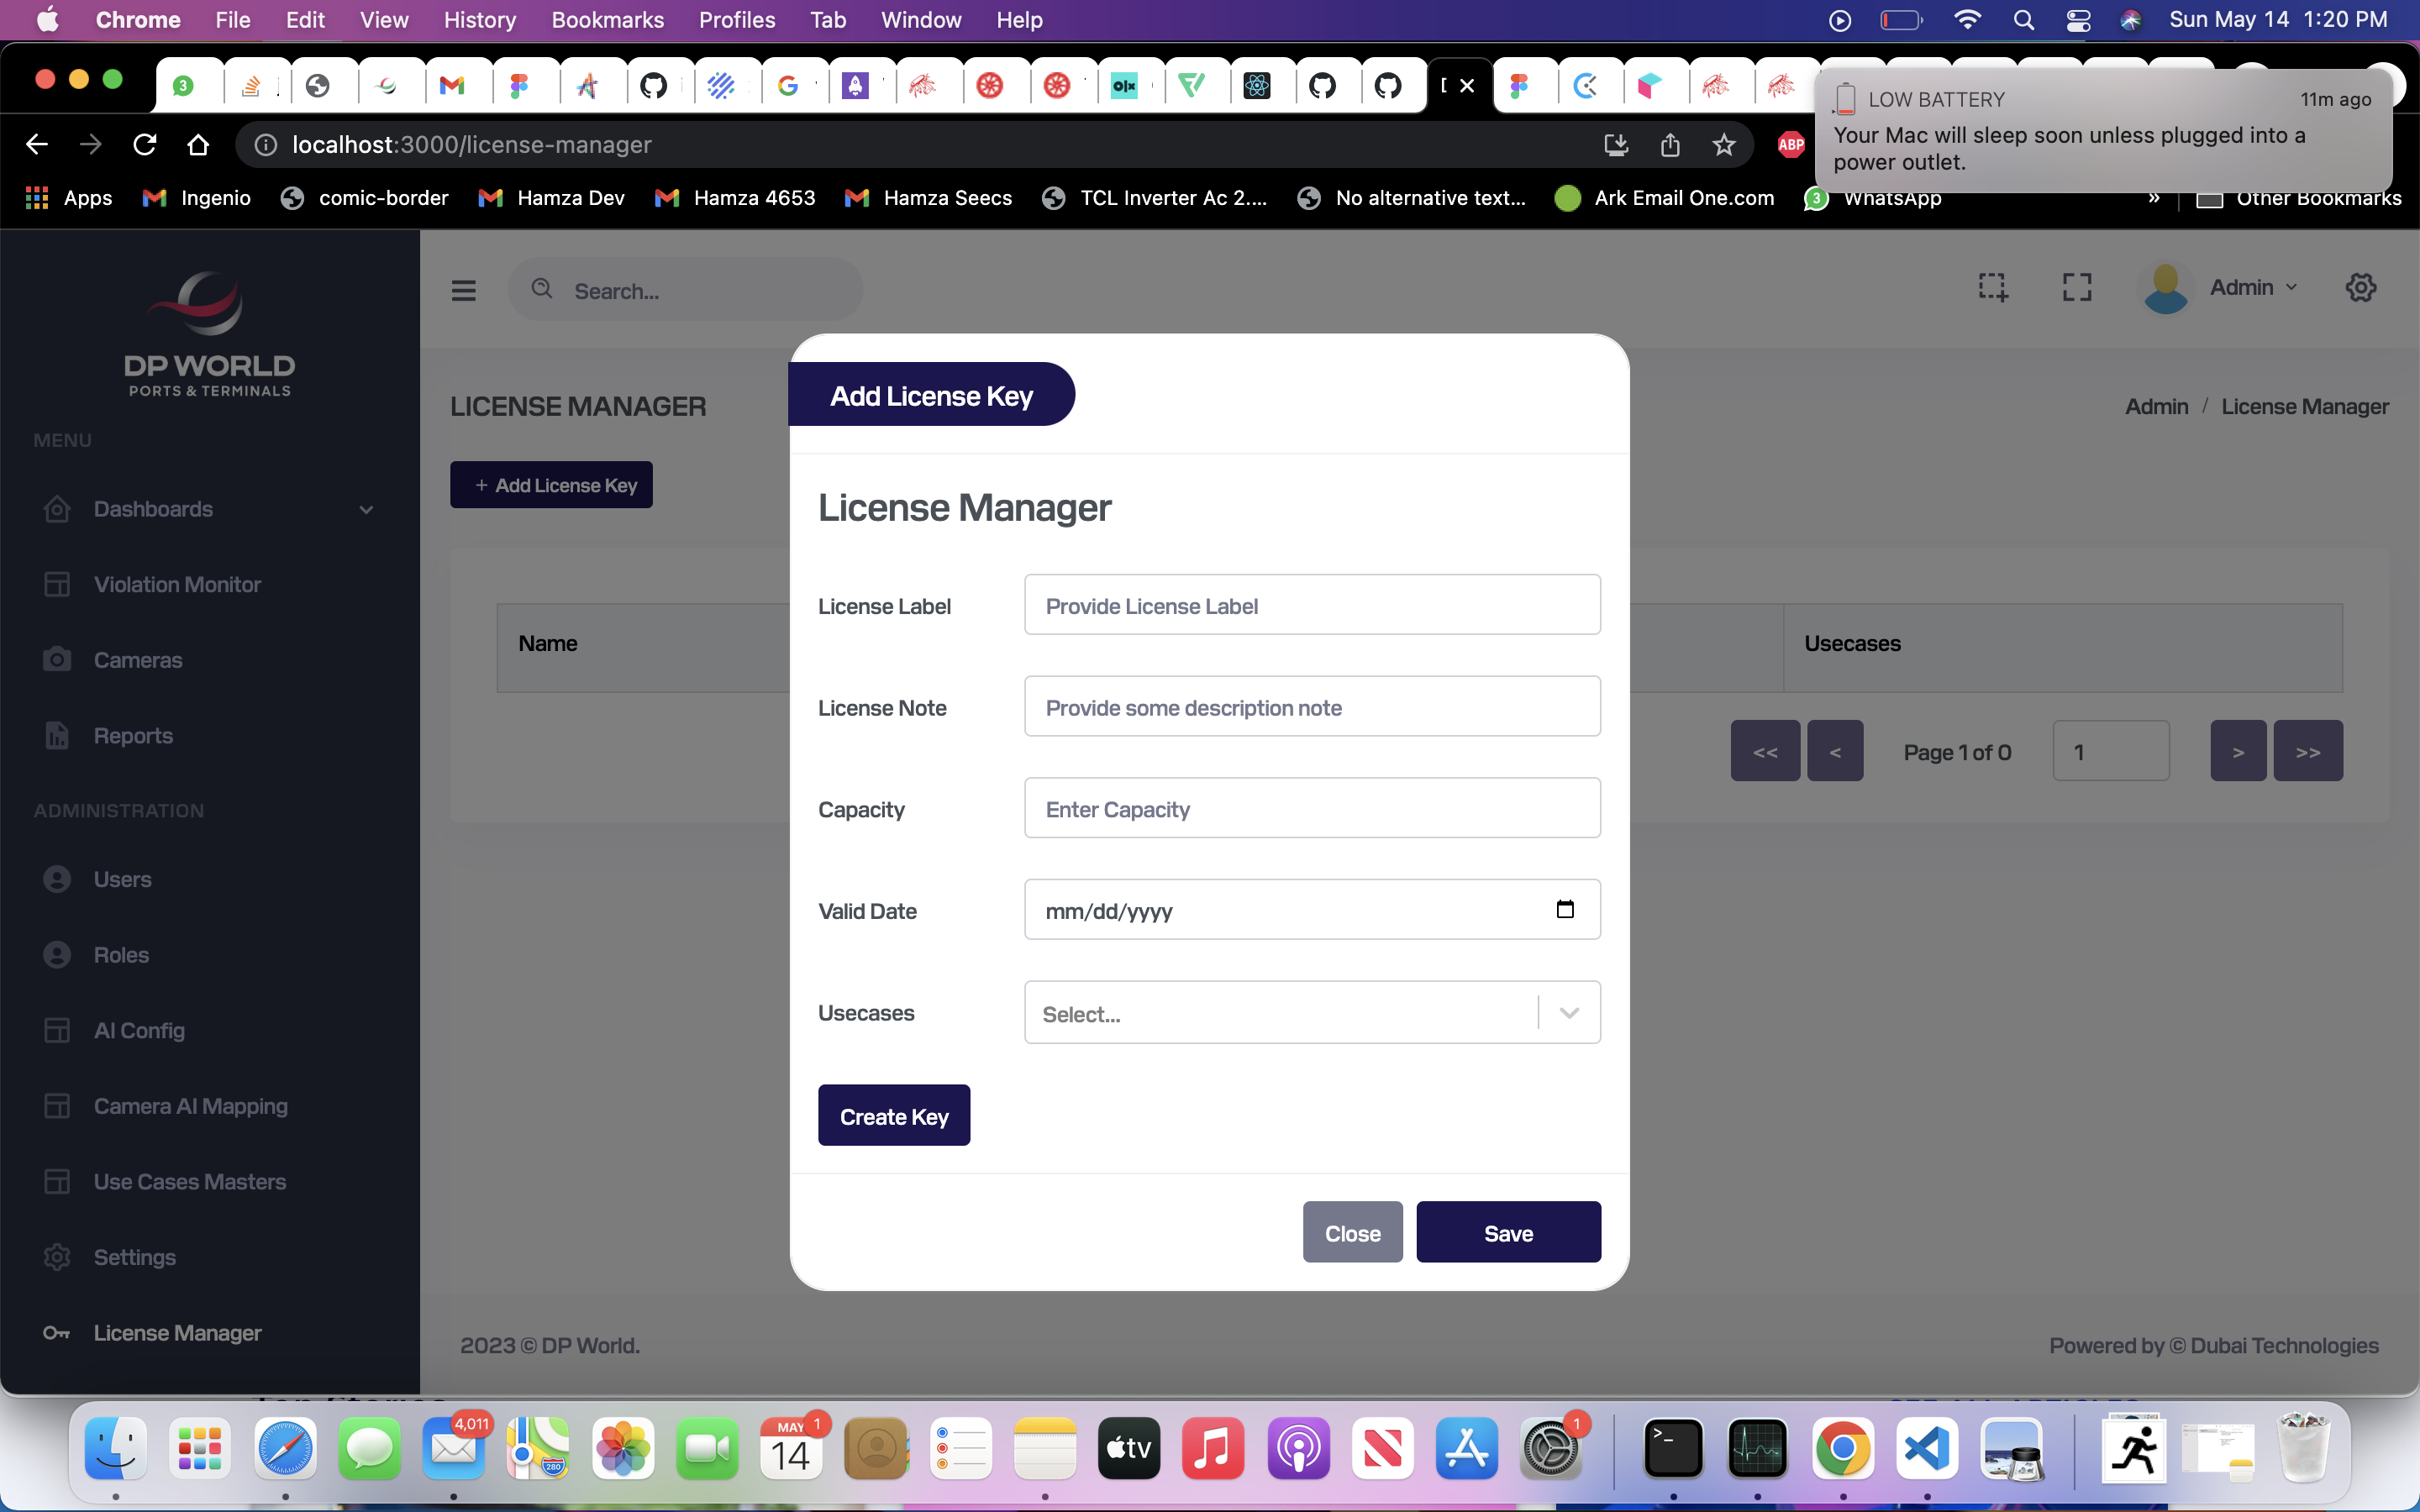 Chrome File Edit View History Bookmarks Profiles Tab Window Help Sun May 14 1:20 PM
LOW BATTERY 11m ago
Your Mac will sleep soon unless plugged into a
power outlet.
localhost:3000/license-manager
ABP
Apps Ingenio comic-border Hamza Dev Hamza 4653 Hamza Seecs TCL Inverter Ac 2.... No alternative text... Ark Email One.com 3 WhatsApp » Other Bookmarks
3
olx
DP WORLD
PORTS & TERMINALS
MENU
Dashboards
Violation Monitor
Cameras
Reports
ADMINISTRATION
Users
Roles
AI Config
Camera AI Mapping
Use Cases Masters
Settings
License Manager
Search...
Admin
LICENSE MANAGER
Admin / License Manager
+ Add License Key
Name
Usecases
<< < Page 1 of 0 1 > >>
Add License Key
License Manager
License Label Provide License Label
License Note Provide some description note
Capacity Enter Capacity
Valid Date mm/dd/yyyy
Usecases Select...
Create Key
Close Save
2023 © DP World.
Powered by © Dubai Technologies
4,011
280
MAY
14
1
tv
1